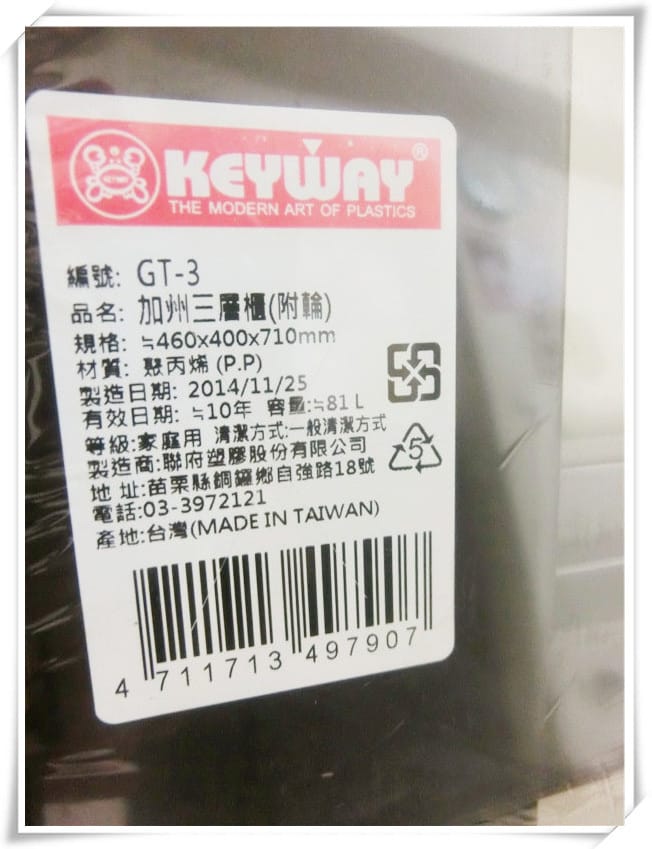 KEYWAY®
THE MODERN ART OF PLASTICS
編號: GT-3
品名: 加州三層櫃(附輪)
規格: ≒460x400x710mm
材質: 聚丙烯 (P.P)
製造日期: 2014/11/25
有效日期: ≒10年 容量:≒81 L
等級:家庭用 清潔方式:一般清潔方式
製造商:聯府塑膠股份有限公司
地 址:苗栗縣銅鑼鄉自強路18號
電話:03-3972121
產地:台灣(MADE IN TAIWAN)
5
4 711713 497907